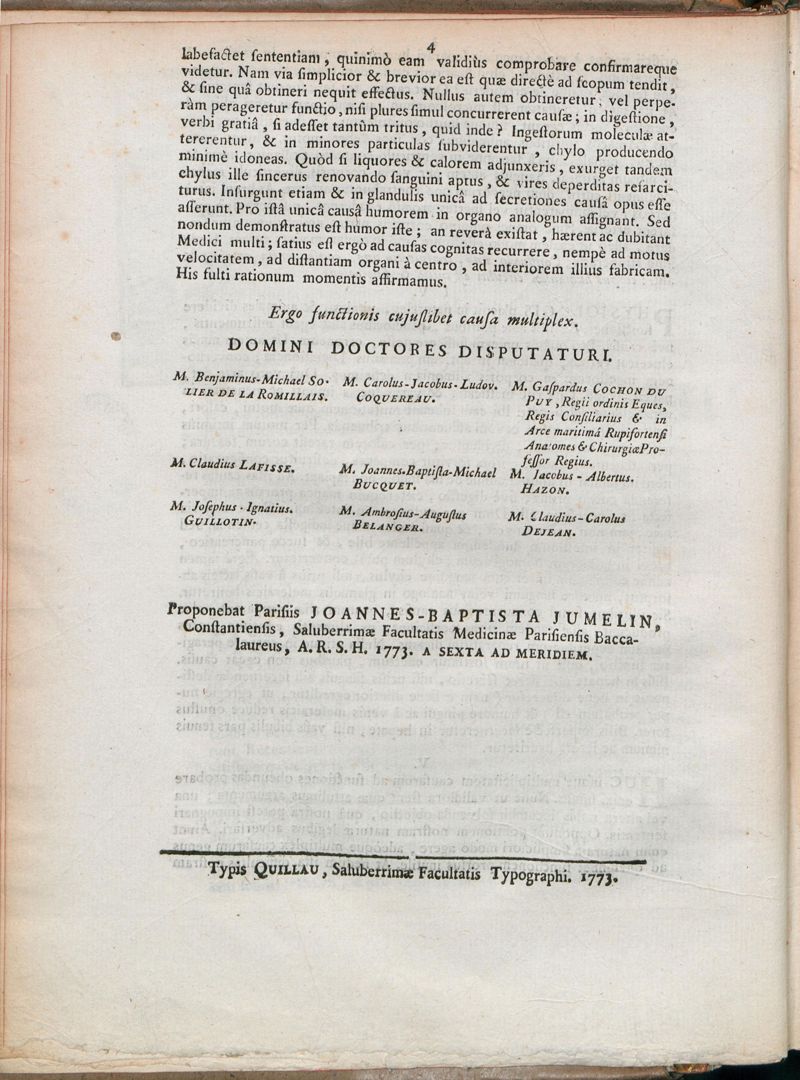 4
labefactet ſententiam, quinimò eam validiùs comprobare confirmareque
videtur. Nam via ſimplicior & brevior ea eſt quæ directè ad ſcopum tendit,
& ſine quâ obtineri nequit effectus. Nullus autem obtineretur, vel perpe-
ràm perageretur functio, niſi plures ſimul concurrerent cauſæ; in digeſtione,
verbi gratiâ, ſi adeſſet tantùm tritus, quid inde? Ingeſtorum moleculæ at-
tererentur, & in minores particulas ſubviderentur, chylo producendo
minimè idoneas. Quòd ſi liquores & calorem adjunxeris, exurget tandem
chylus ille ſincerus renovando ſanguini aptus, & vires deperditas reſarci-
turus. Inſurgunt etiam & in glandulis unicâ ad ſecretiones cauſâ opus eſſe
aſſerunt. Pro iſtâ unicâ causâ humorem in organo analogum aſſignant. Sed
nondum demonſtratus eſt humor iſte; an reverà exiſtat, hærent ac dubitant
Medici multi; ſatius eſt ergò ad cauſas cognitas recurrere, nempè ad motus
velocitatem, ad diſtantiam organi à centro, ad interiorem illius fabricam.
His fulti rationum momentis affirmamus.
Ergo functionis cujuſlibet cauſa multiplex.
DOMINI DOCTORES DISPUTATURI.
M. Benjaminus-Michael SO-
LIER DE LA ROMILLAIS.
M. Carolus-Jacobus-Ludov.
COQUEREAU.
M. Gaſpardus COCHON DU
PUY, Regii ordinis Eques,
Regis Conſiliarius & in
Arce maritimâ Rupifortenſi
Anatomes & Chirurgiæ Pro-
feſſor Regius.
M. Claudius LAFISSE.
M. Joannes-Baptiſta-Michael
BUCQUET.
M. Jacobus-Albertus.
HAZON.
M. Joſephus-Ignatius.
GUILLOTIN.
M. Ambroſius-Auguſtus
BELANGER.
M. Claudius-Carolus
DEJEAN.
Proponebat Pariſiis JOANNES-BAPTISTA JUMELIN,
Conſtantienſis, Saluberrimæ Facultatis Medicinæ Pariſienſis Bacca-
laureus, A. R. S. H. 1773. A SEXTA AD MERIDIEM.
Typis QUILLAU, Saluberrimæ Facultatis Typographi. 1773.